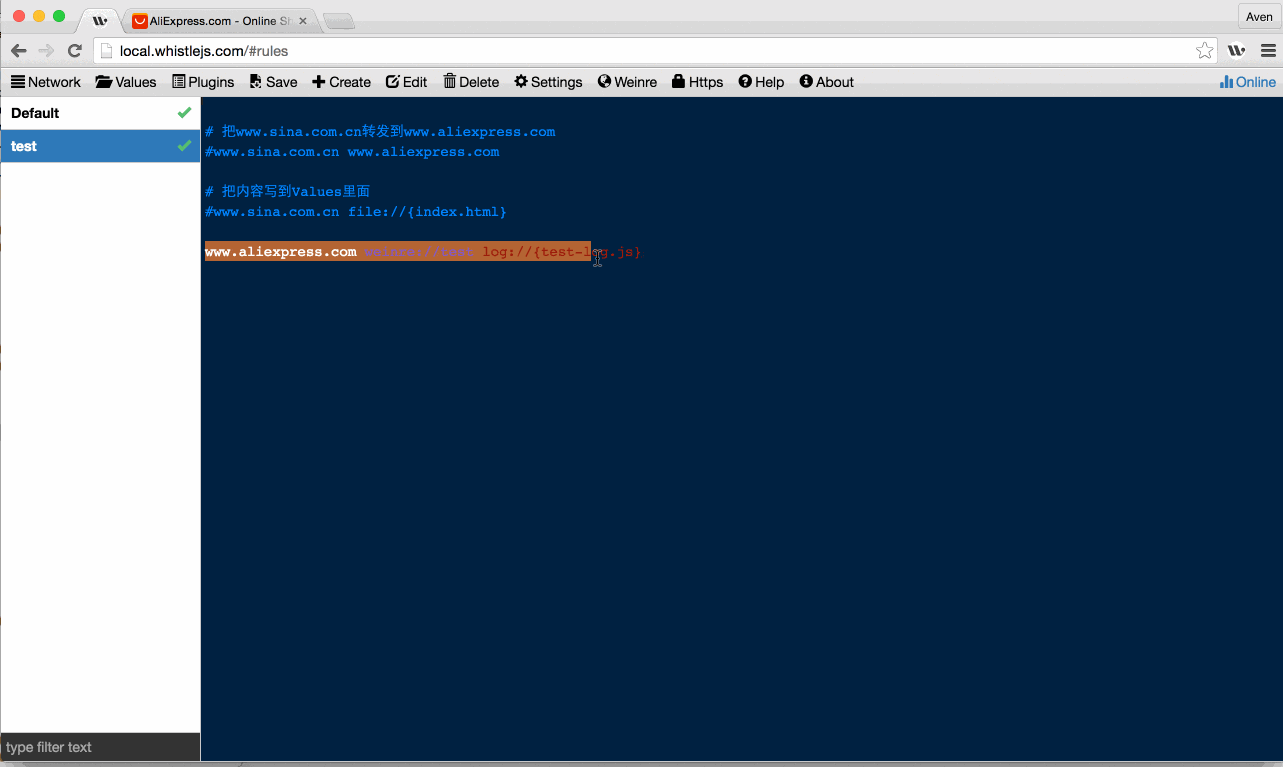 Aven
AliExpress.com - Online Sh
local.whistlejs.com/#rules
Network Values Plugins Save Create Edit Delete Settings Weinre Https Help About Online
Default
test
# 把www.sina.com.cn转发到www.aliexpress.com
#www.sina.com.cn www.aliexpress.com
# 把内容写到Values里面
#www.sina.com.cn file://{index.html}
www.aliexpress.com weinre://test log://{test-log.js}
type filter text